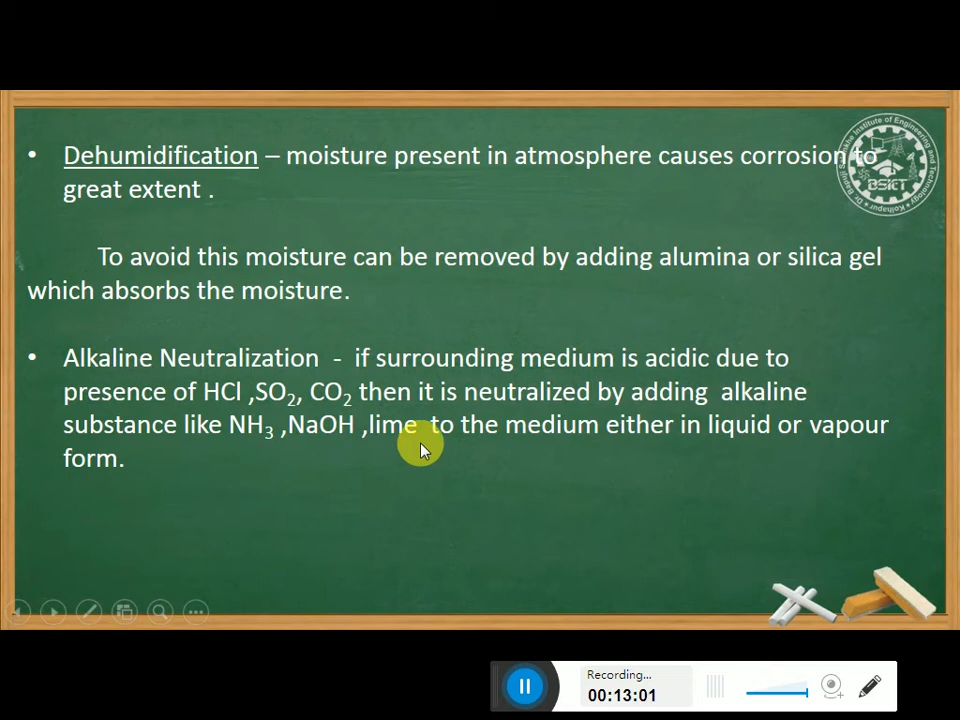 • Dehumidification – moisture present in atmosphere causes corrosion to
great extent .
To avoid this moisture can be removed by adding alumina or silica gel
which absorbs the moisture.
• Alkaline Neutralization - if surrounding medium is acidic due to
presence of HCl ,SO₂, CO₂ then it is neutralized by adding alkaline
substance like NH₃ ,NaOH ,lime to the medium either in liquid or vapour
form.
BSIET
Recording...
00:13:01